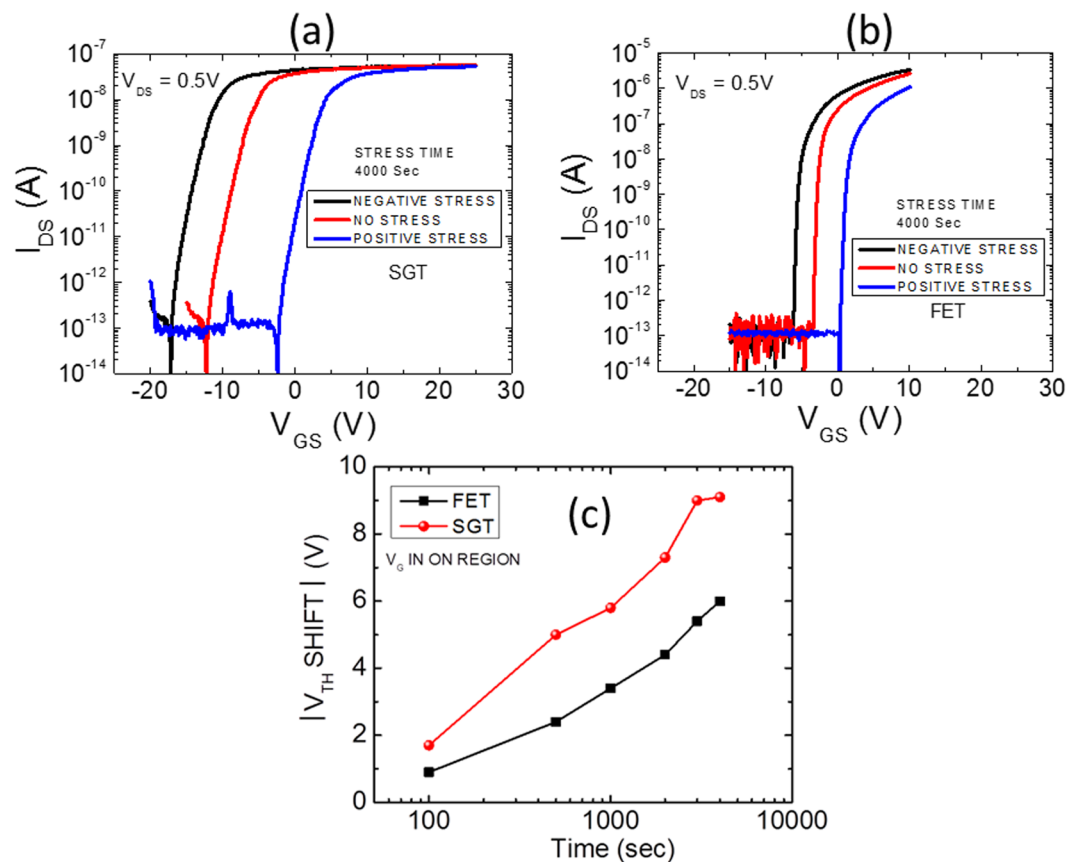 (a)
V_DS = 0.5V
STRESS TIME
4000 Sec
NEGATIVE STRESS
NO STRESS
POSITIVE STRESS
SGT
10^-7
10^-8
10^-9
10^-10
10^-11
10^-12
10^-13
10^-14
I_DS (A)
-20 -10 0 10 20 30
V_GS (V)
(b)
V_DS = 0.5V
STRESS TIME
4000 Sec
NEGATIVE STRESS
NO STRESS
POSITIVE STRESS
FET
10^-5
10^-6
10^-7
10^-8
10^-9
10^-10
10^-11
10^-12
10^-13
10^-14
I_DS (A)
-20 -10 0 10 20 30
V_GS (V)
(c)
FET
SGT
V_G IN ON REGION
10
8
6
4
2
0
|V_TH SHIFT| (V)
100 1000 10000
Time (sec)